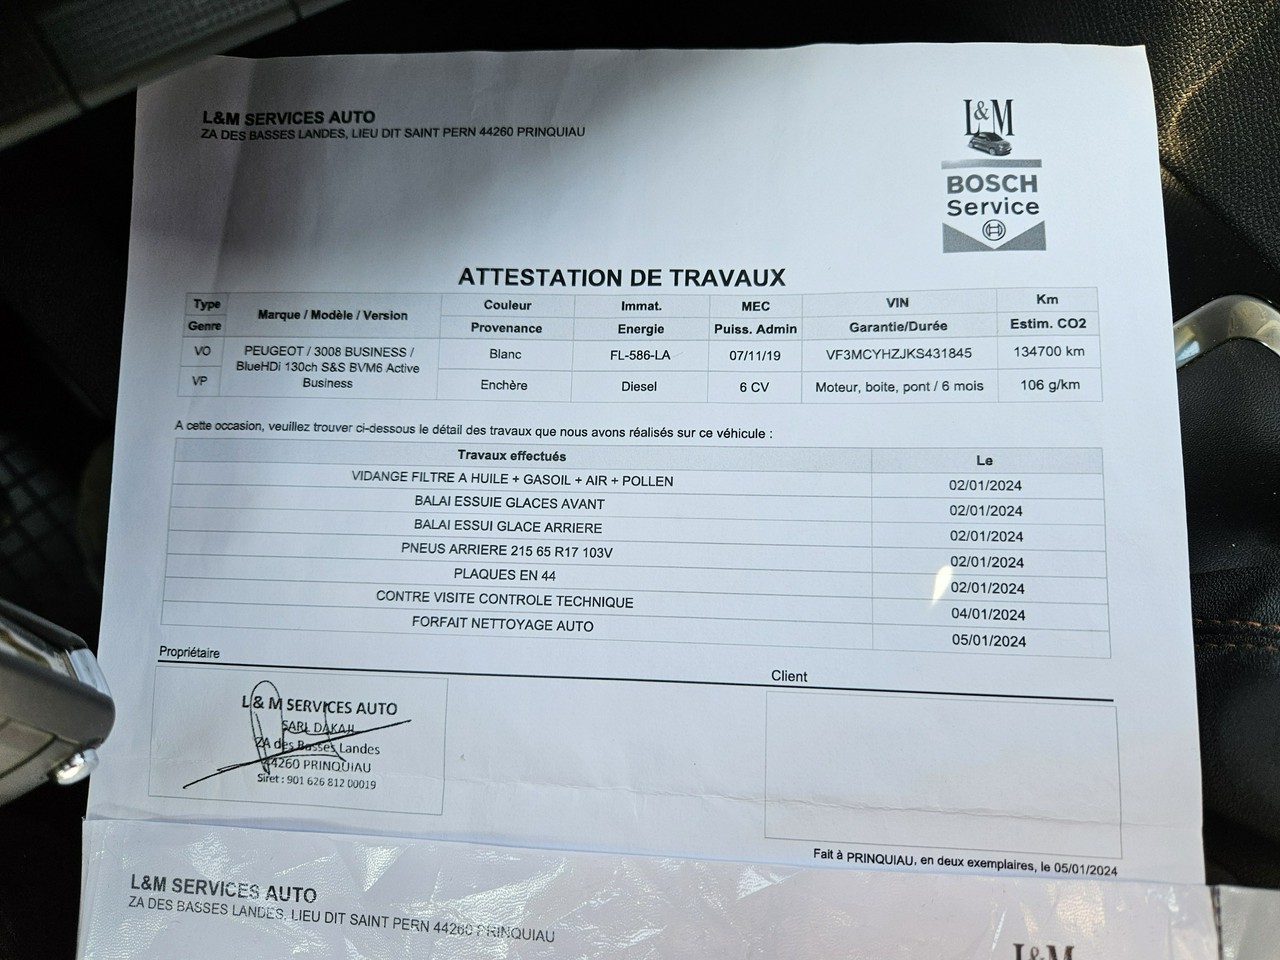 L&M SERVICES AUTO
ZA DES BASSES LANDES, LIEU DIT SAINT PERN 44260 PRINQUIAU
L&M
BOSCH
Service
ATTESTATION DE TRAVAUX
Type Marque / Modèle / Version Couleur Immat. MEC VIN Km
Genre Provenance Energie Puiss. Admin Garantie/Durée Estim. CO2
VO PEUGEOT / 3008 BUSINESS / Blanc FL-586-LA 07/11/19 VF3MCYHZJKS431845 134700 km
BlueHDi 130ch S&S BVM6 Active
VP Business Enchère Diesel 6 CV Moteur, boite, pont / 6 mois 106 g/km
A cette occasion, veuillez trouver ci-dessous le détail des travaux que nous avons réalisés sur ce véhicule :
Travaux effectués Le
VIDANGE FILTRE A HUILE + GASOIL + AIR + POLLEN 02/01/2024
BALAI ESSUIE GLACES AVANT 02/01/2024
BALAI ESSUI GLACE ARRIERE 02/01/2024
PNEUS ARRIERE 215 65 R17 103V 02/01/2024
PLAQUES EN 44 02/01/2024
CONTRE VISITE CONTROLE TECHNIQUE 04/01/2024
FORFAIT NETTOYAGE AUTO 05/01/2024
Propriétaire Client
L & M SERVICES AUTO
SARL DAKAJL
ZA des Basses Landes
44260 PRINQUIAU
Siret : 901 626 812 00019
Fait à PRINQUIAU, en deux exemplaires, le 05/01/2024
L&M SERVICES AUTO
ZA DES BASSES LANDES, LIEU DIT SAINT PERN 44260 PRINQUIAU
L&M